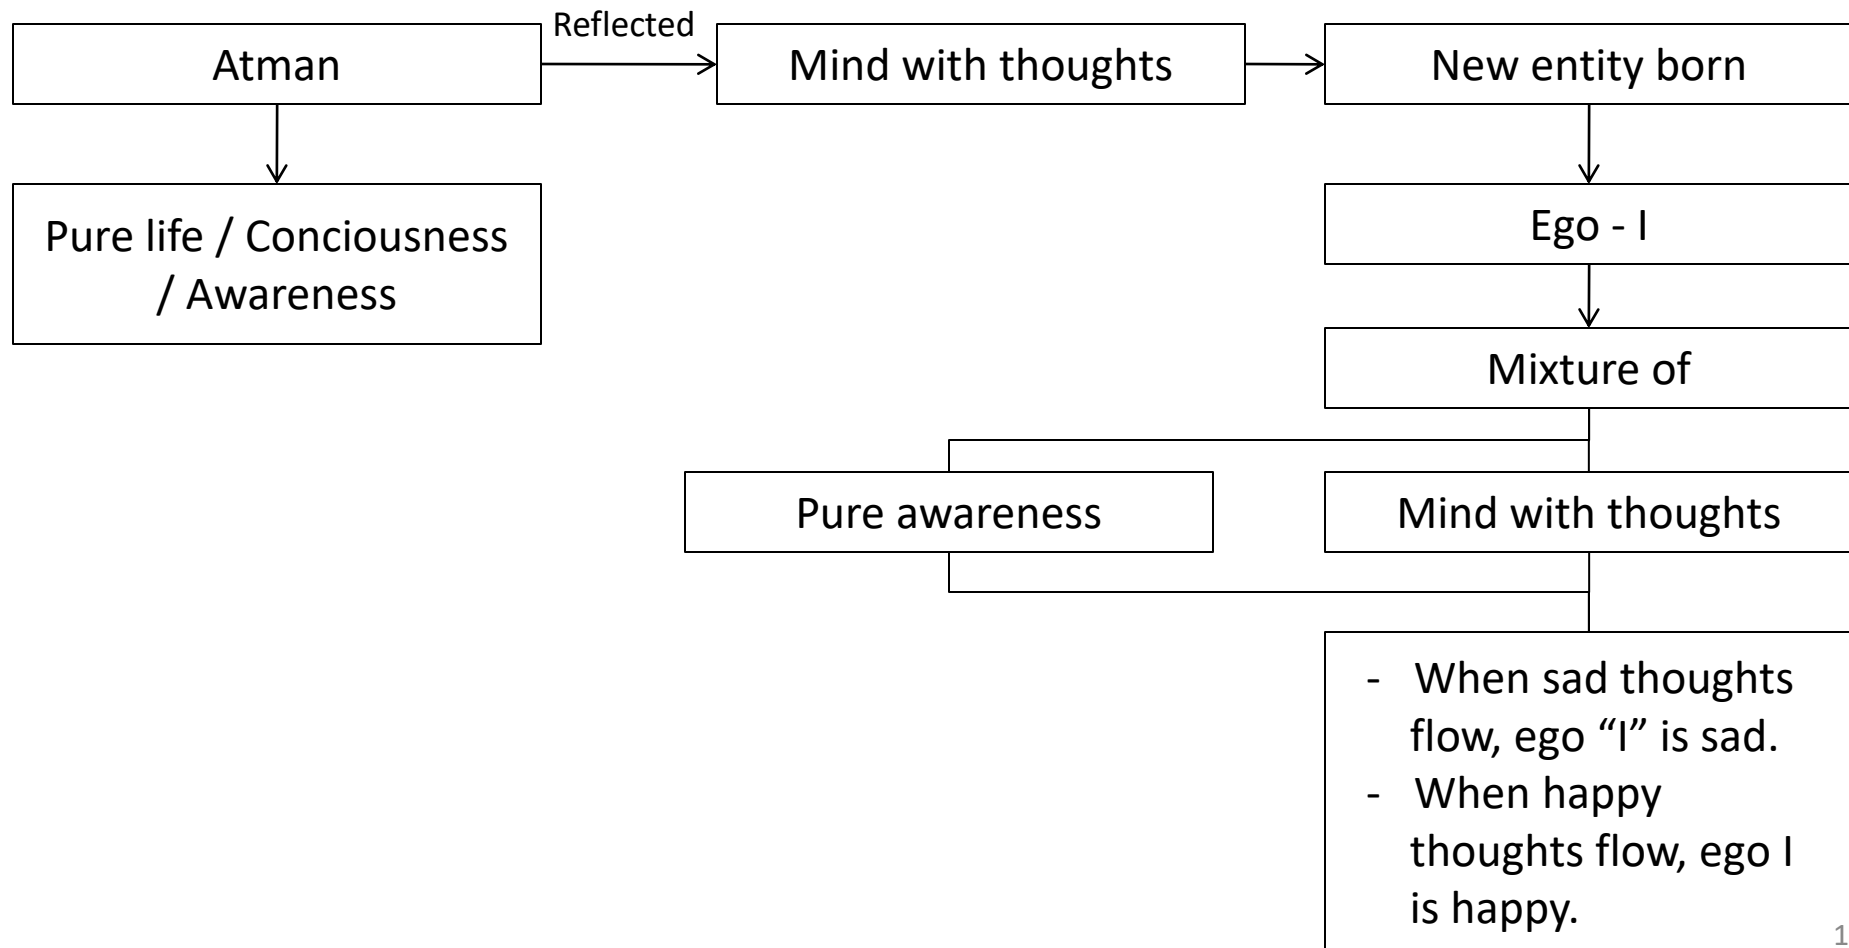 Reflected
Atman
Mind with thoughts
New entity born
Pure life / Conciousness
/ Awareness
Ego - I
Mixture of
Pure awareness
Mind with thoughts
- When sad thoughts
flow, ego “I” is sad.
- When happy
thoughts flow, ego I
is happy.
1